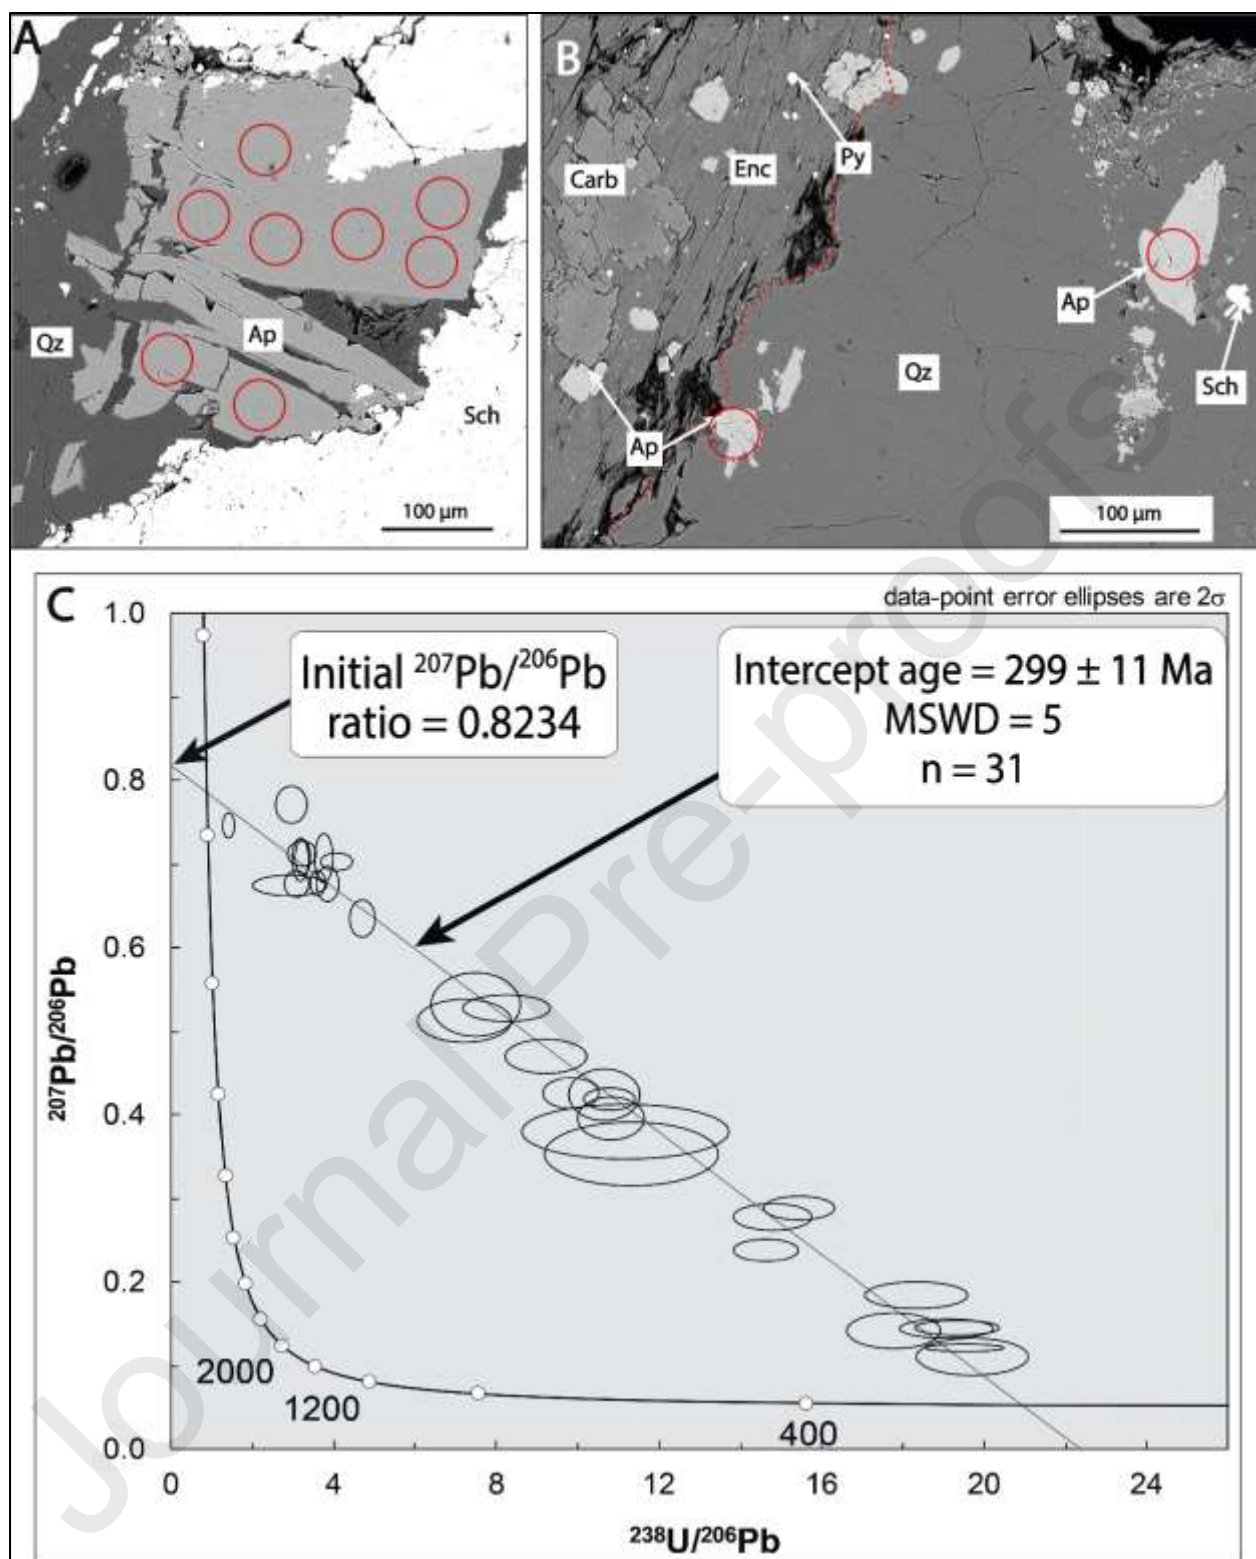 A
Qz
Ap
Sch
100 μm
B
Carb
Enc
Py
Ap
Qz
Ap
Sch
100 μm
C
data-point error ellipses are 2σ
Initial ²⁰⁷Pb/²⁰⁶Pb
ratio = 0.8234
Intercept age = 299 ± 11 Ma
MSWD = 5
n = 31
1.0
0.8
0.6
0.4
0.2
0.0
²⁰⁷Pb/²⁰⁶Pb
2000
1200
400
0
4
8
12
16
20
24
²³⁸U/²⁰⁶Pb
Journal Pre-proofs